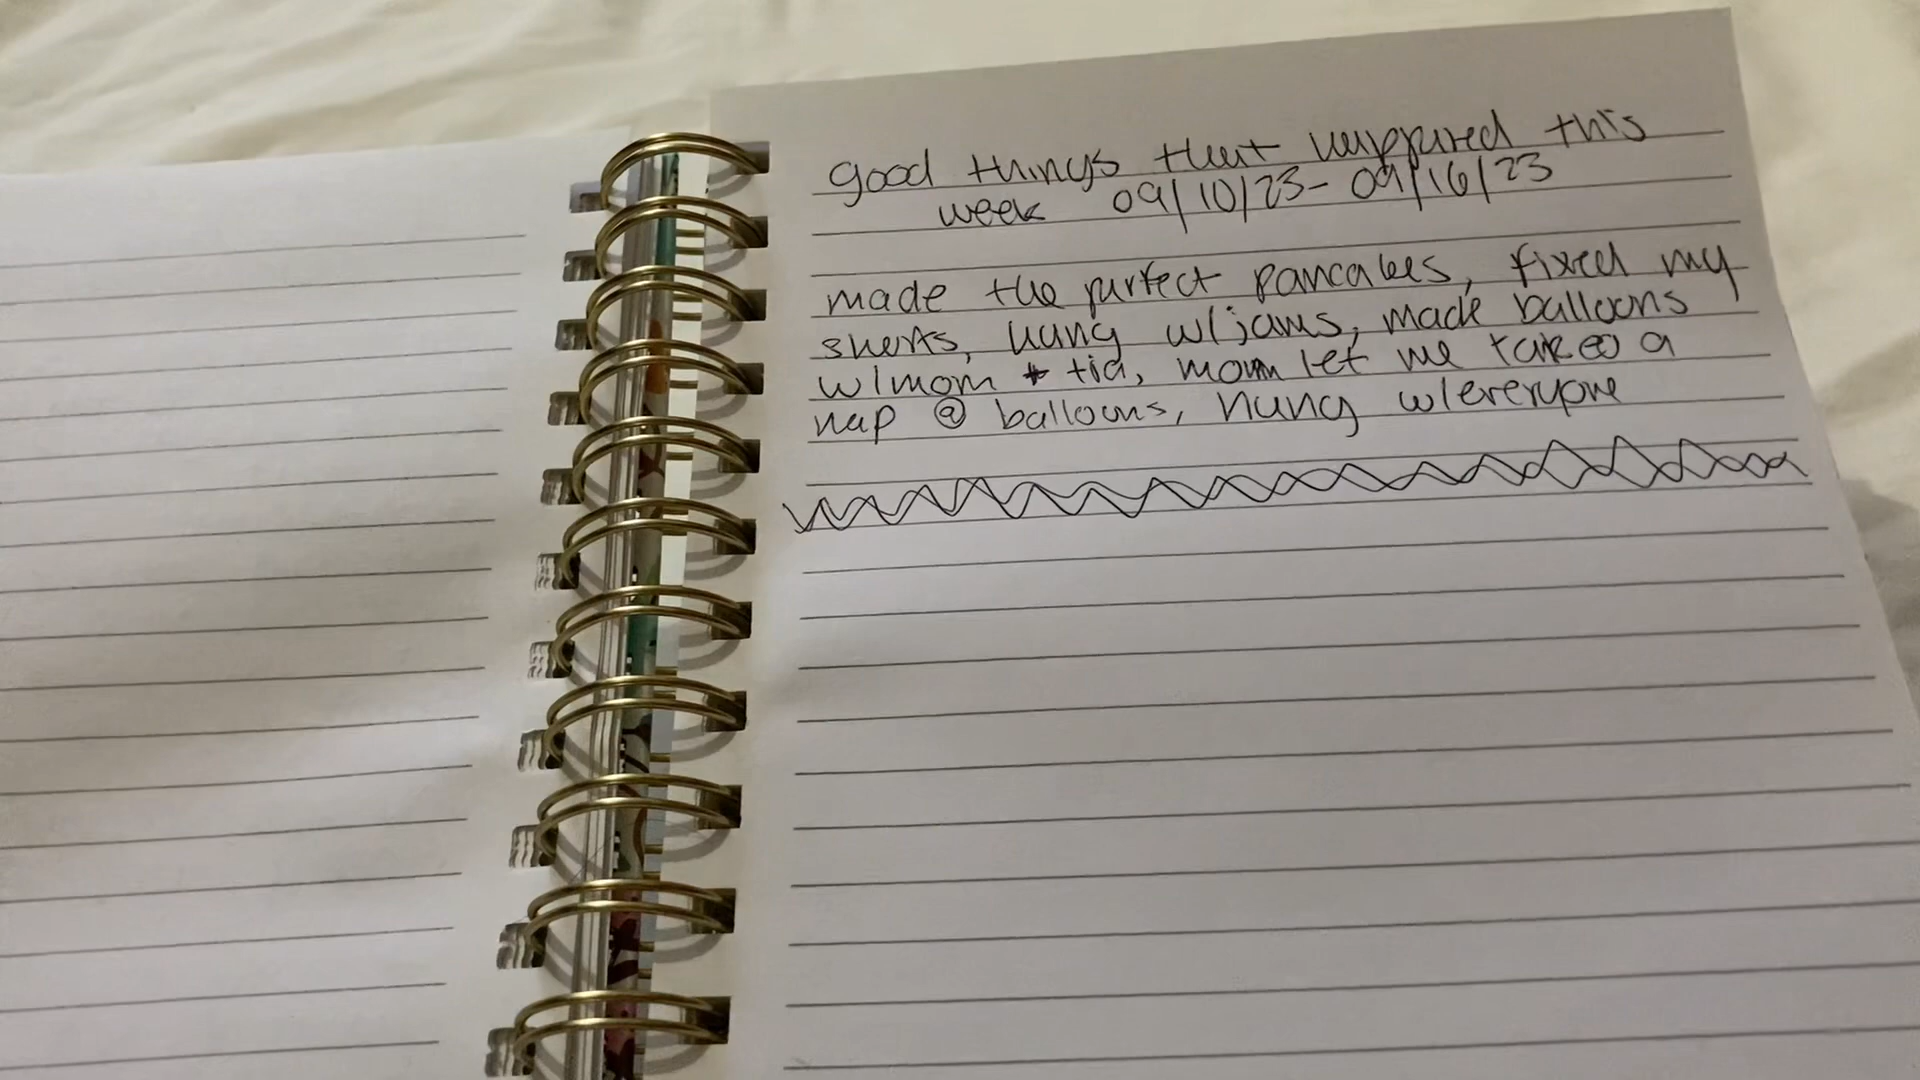 good things that happened this
week 09/10/23 - 09/16/23
made the perfect pancakes, fixed my
shorts, hung w/jams, made balloons
w/mom + tia, mom let me take a
nap @ balloons, hung w/everyone